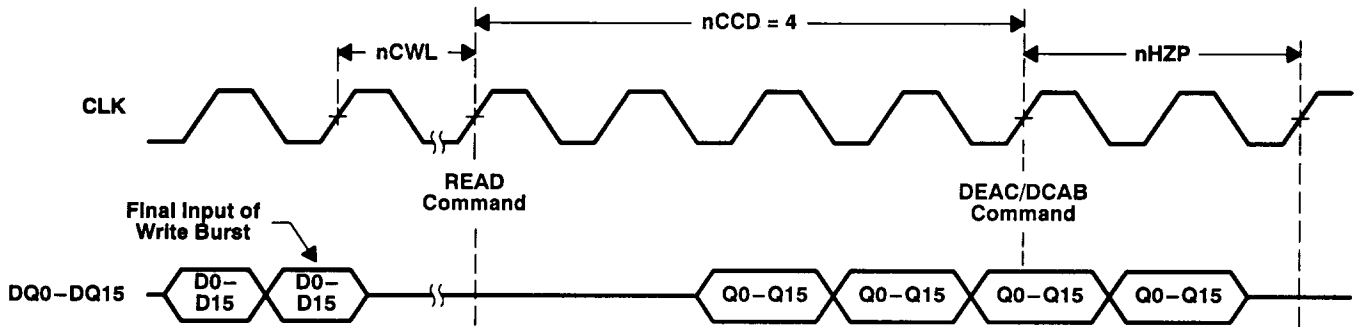 nCCD = 4
nCWL
nHZP
CLK
READ
Command
DEAC/DCAB
Command
Final Input of
Write Burst
DQ0–DQ15
D0–
D15
D0–
D15
Q0–Q15
Q0–Q15
Q0–Q15
Q0–Q15